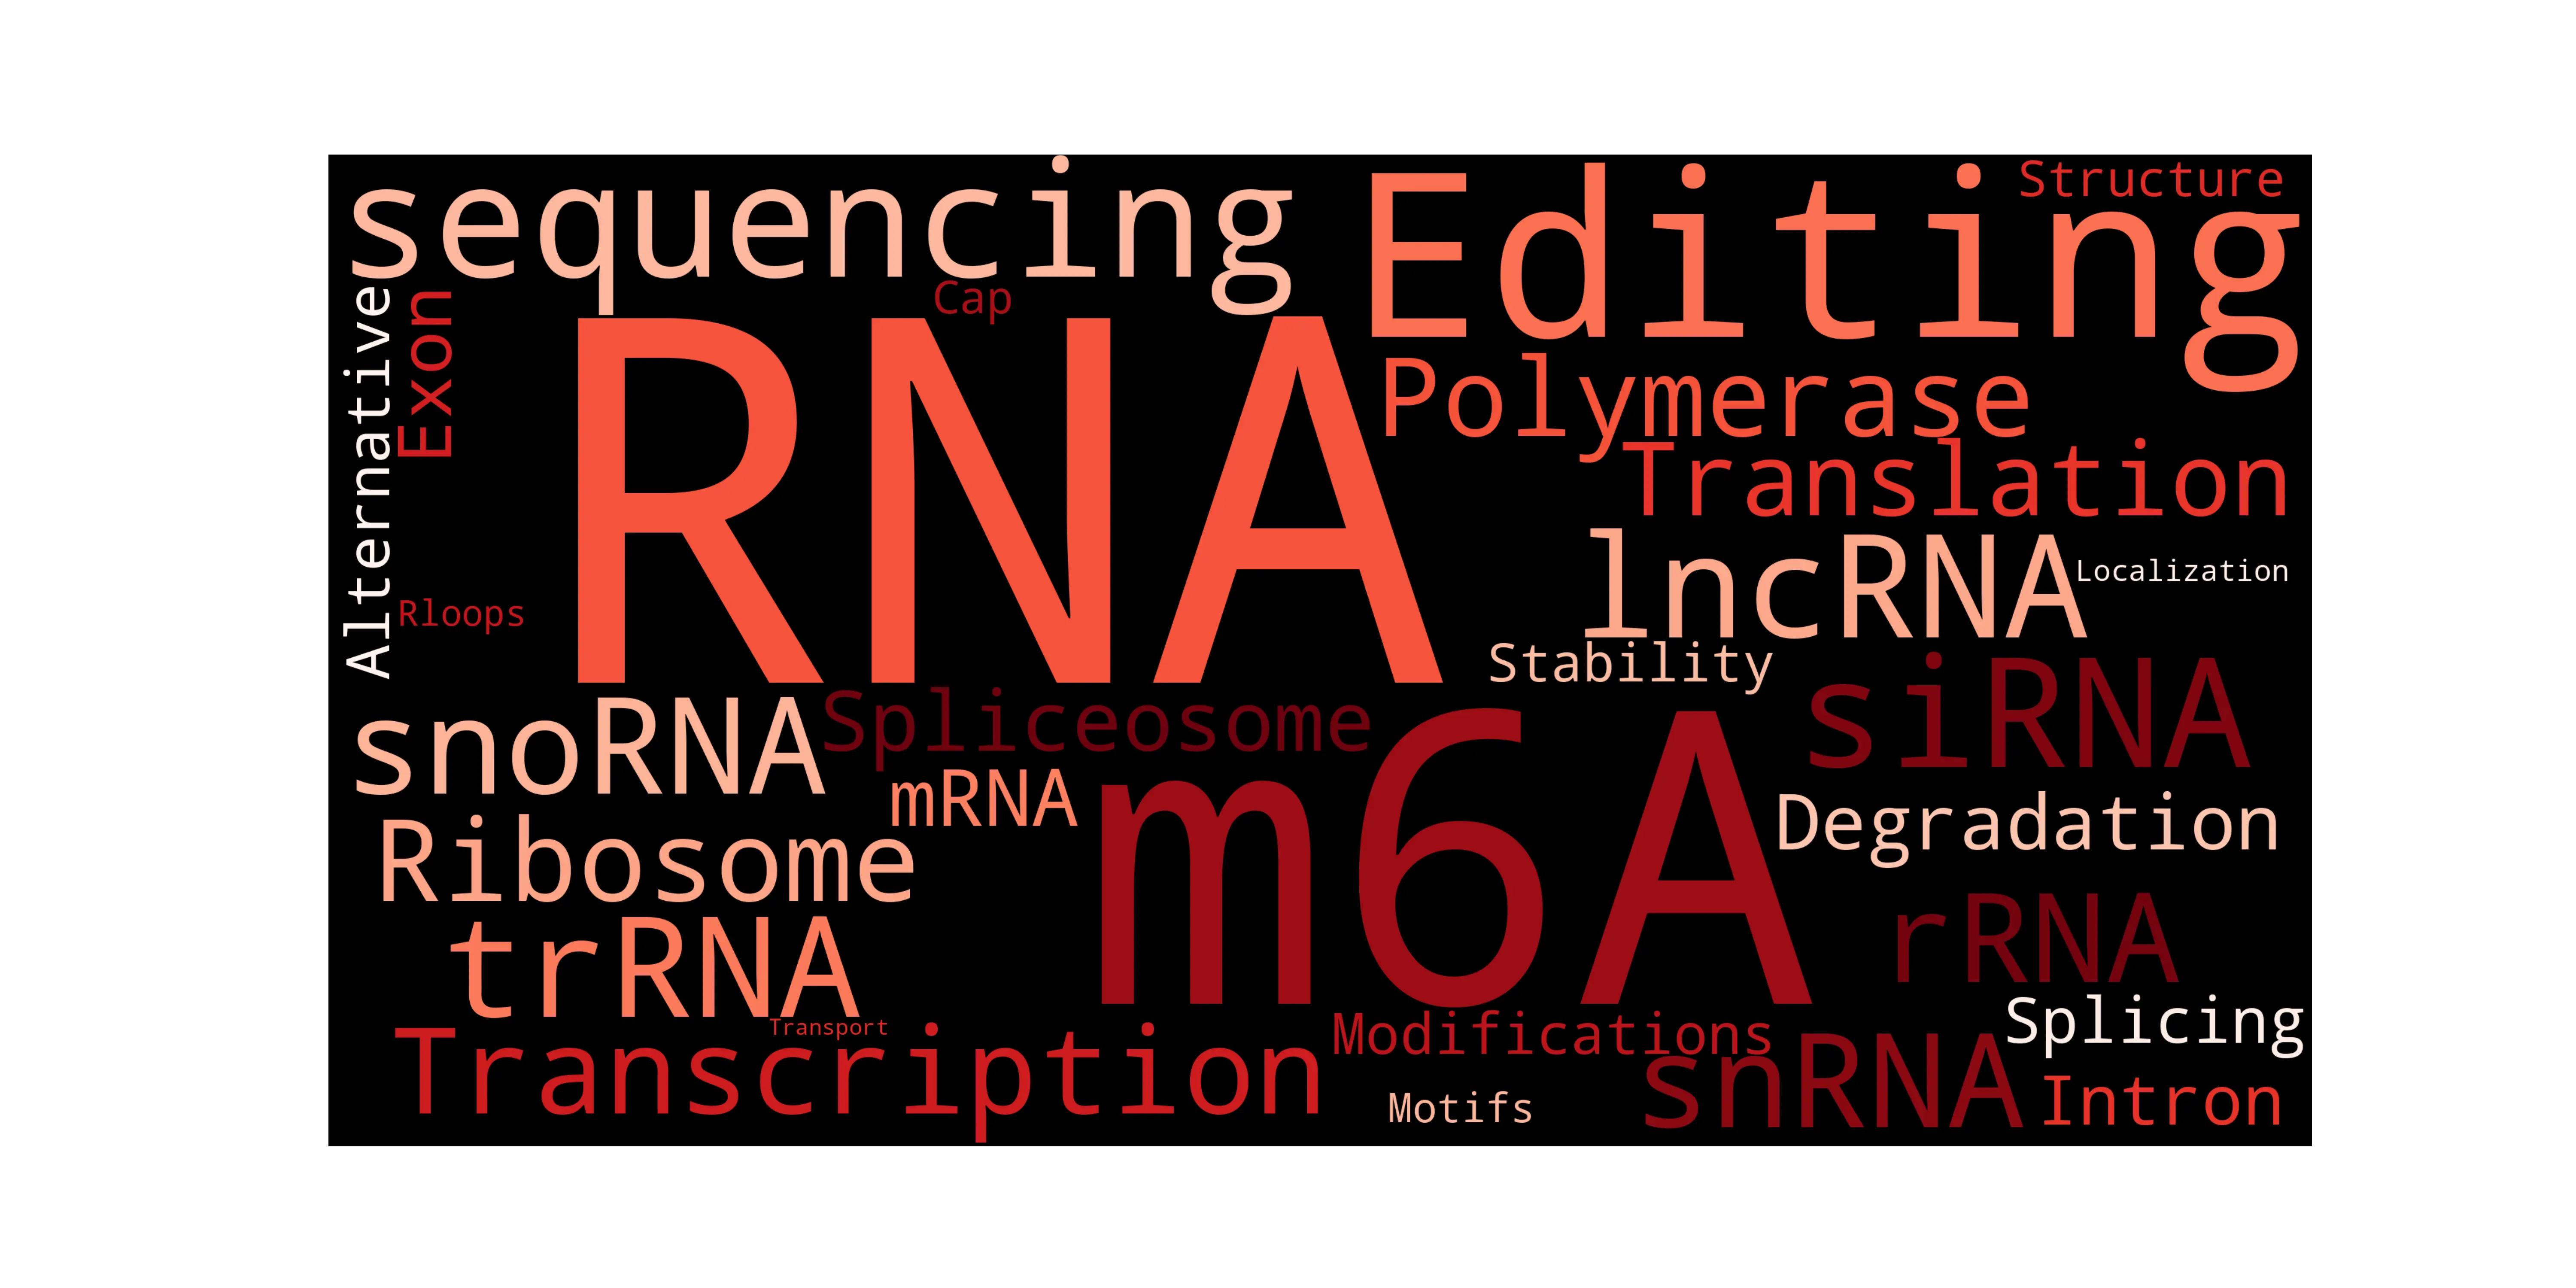 sequencing
Editing
Structure
Cap
Alternative
Exon
RNA
Polymerase
Translation
lncRNA
Localization
Rloops
Stability
siRNA
snoRNA
Spliceosome
m6A
mRNA
Degradation
Ribosome
rRNA
trRNA
Splicing
Transport
Transcription
Modifications
snRNA
Motifs
Intron